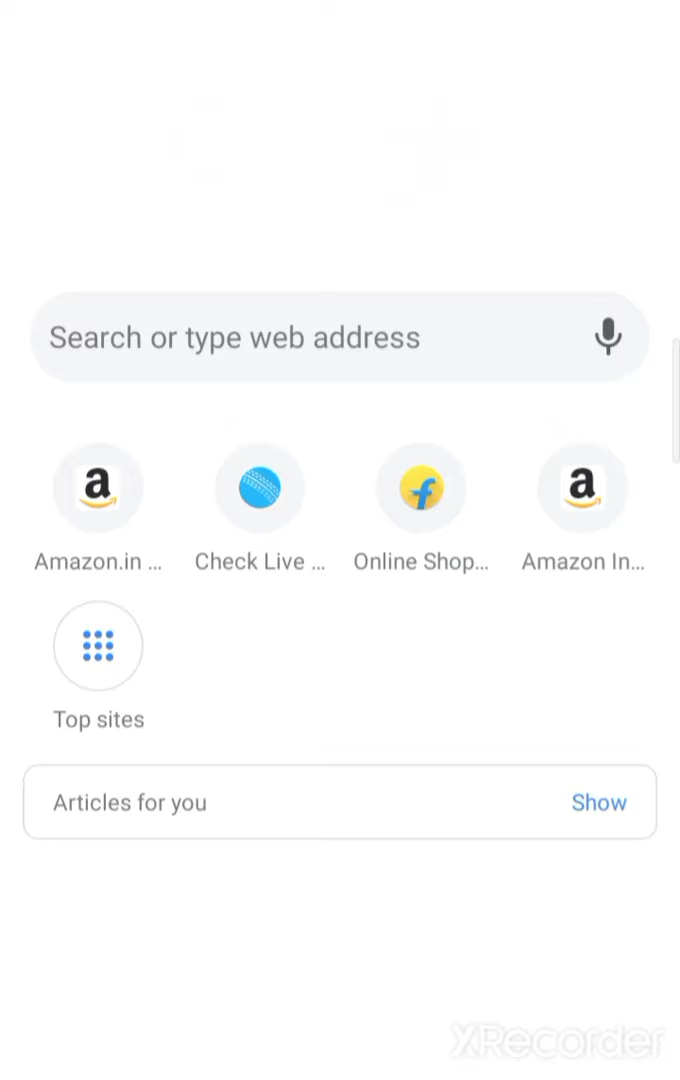 Search or type web address
Amazon.in ...
Check Live ...
Online Shop...
Amazon In...
Top sites
Articles for you
Show
XRecorder